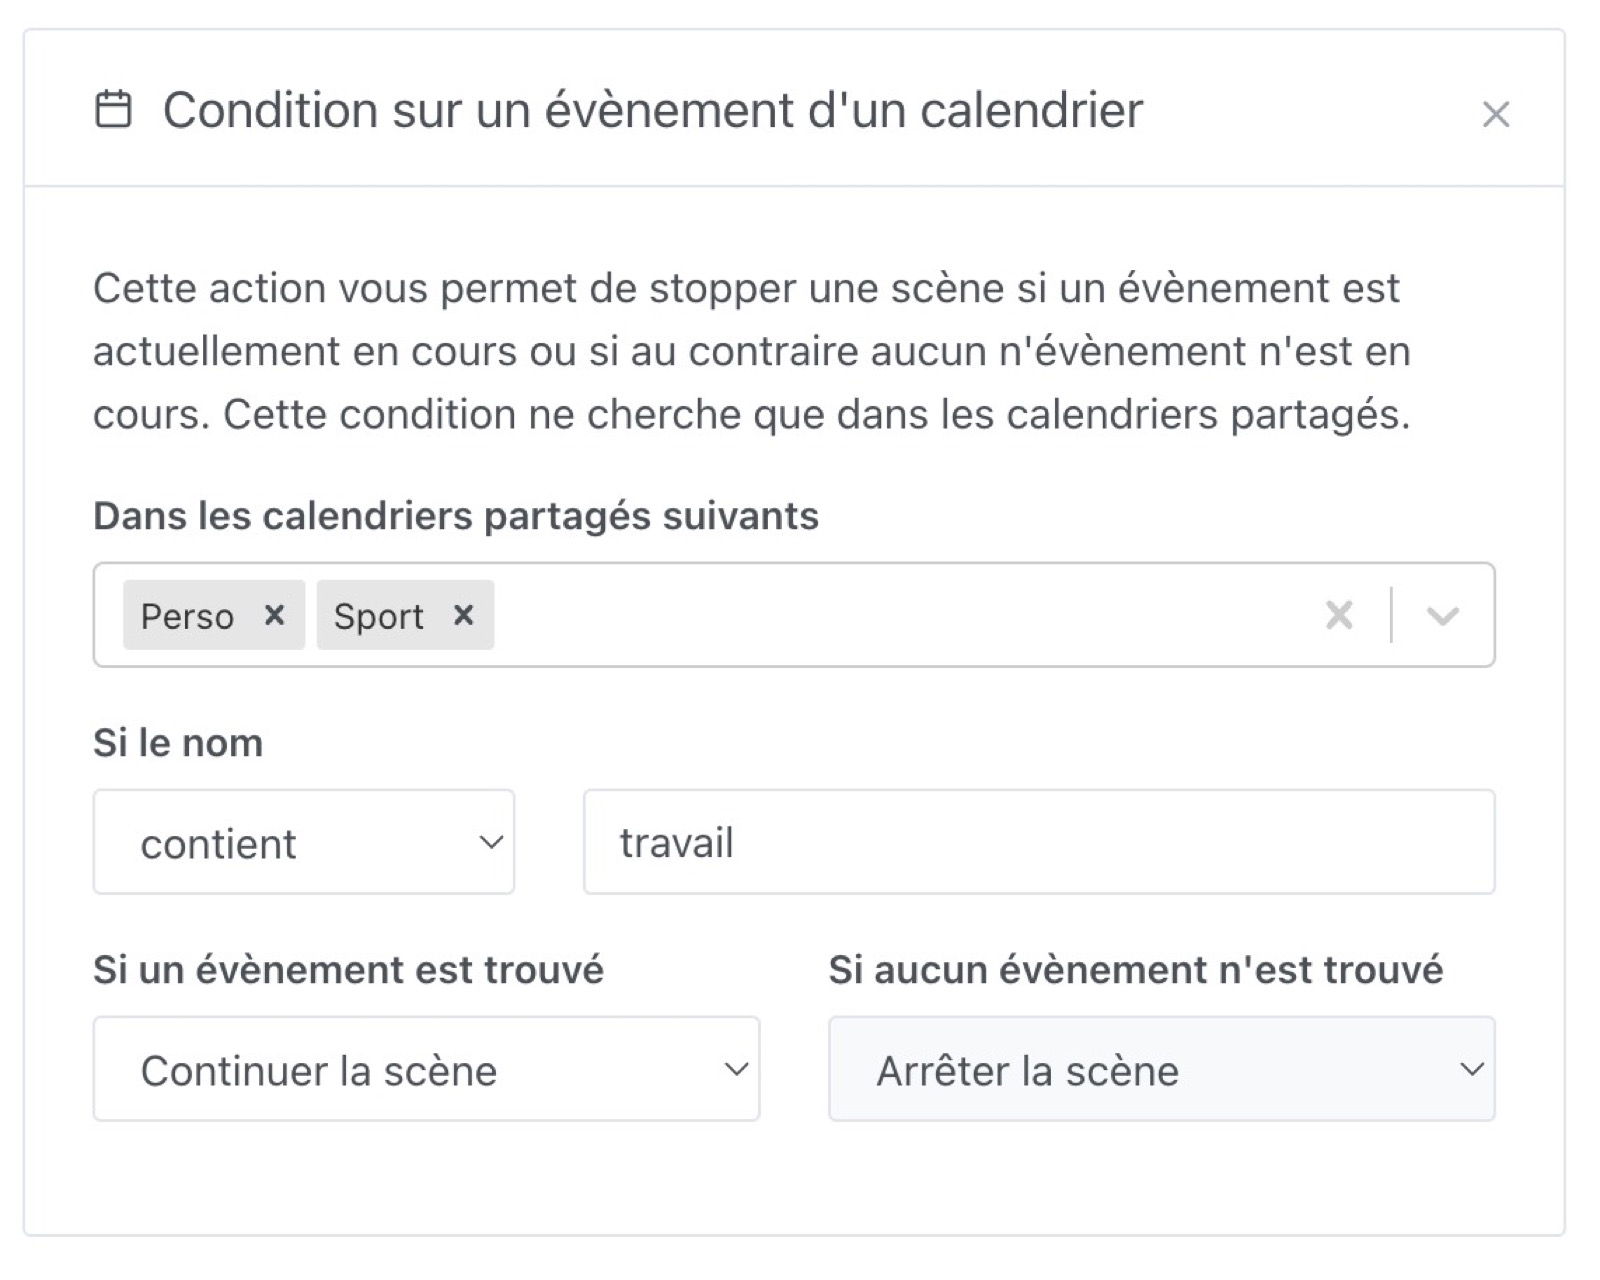 Condition sur un évènement d'un calendrier
Cette action vous permet de stopper une scène si un évènement est
actuellement en cours ou si au contraire aucun n'évènement n'est en
cours. Cette condition ne cherche que dans les calendriers partagés.
Dans les calendriers partagés suivants
Perso Sport
Si le nom
contient travail
Si un évènement est trouvé Si aucun évènement n'est trouvé
Continuer la scène Arrêter la scène